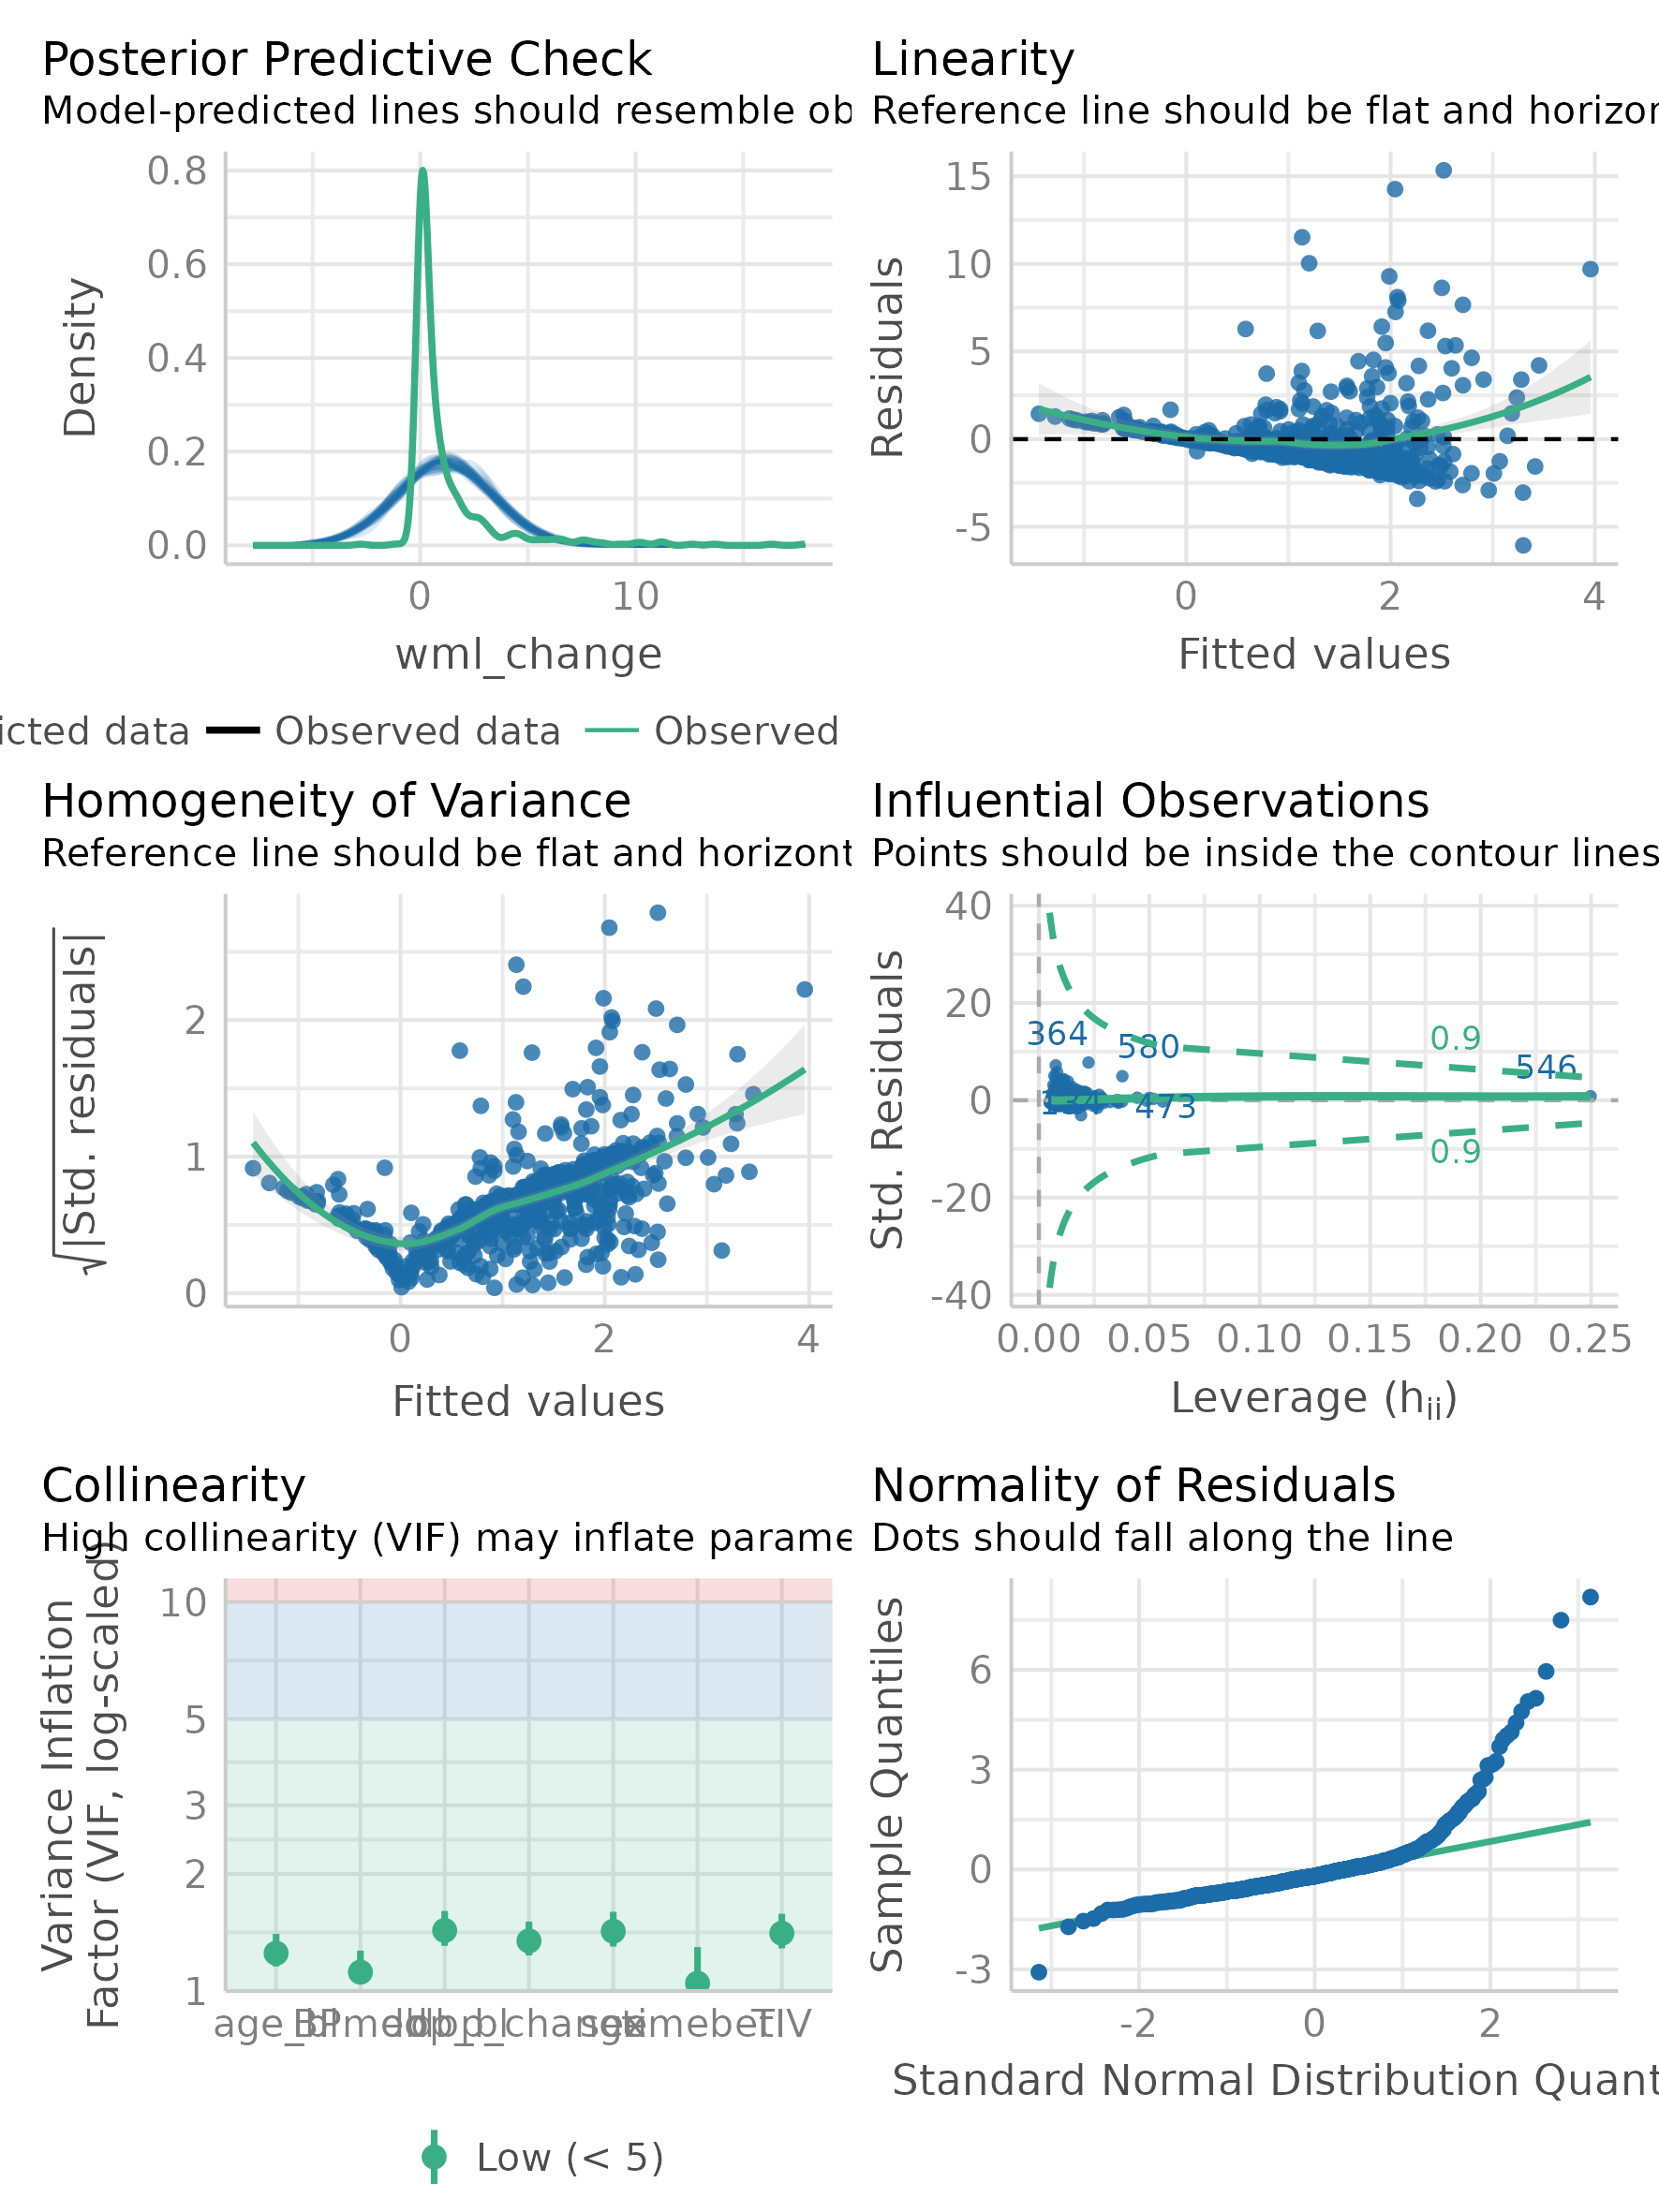 Posterior Predictive Check
Model-predicted lines should resemble ob
Density
0.8
0.6
0.4
0.2
0.0
0 10
wml_change
icted data Observed data Observed
Linearity
Reference line should be flat and horizon
Residuals
15
10
5
0
-5
0 2 4
Fitted values
Homogeneity of Variance
Reference line should be flat and horizont
√|Std. residuals|
2
1
0
0 2 4
Fitted values
Influential Observations
Points should be inside the contour lines
Std. Residuals
40
20
0
-20
-40
364
580
473
546
0.9
0.9
0.00 0.05 0.10 0.15 0.20 0.25
Leverage (hii)
Collinearity
High collinearity (VIF) may inflate parame
Variance Inflation
Factor (VIF, log-scaled)
10
5
3
2
1
TIV
Low (< 5)
Normality of Residuals
Dots should fall along the line
Sample Quantiles
6
3
0
-3
-2 0 2
Standard Normal Distribution Quant